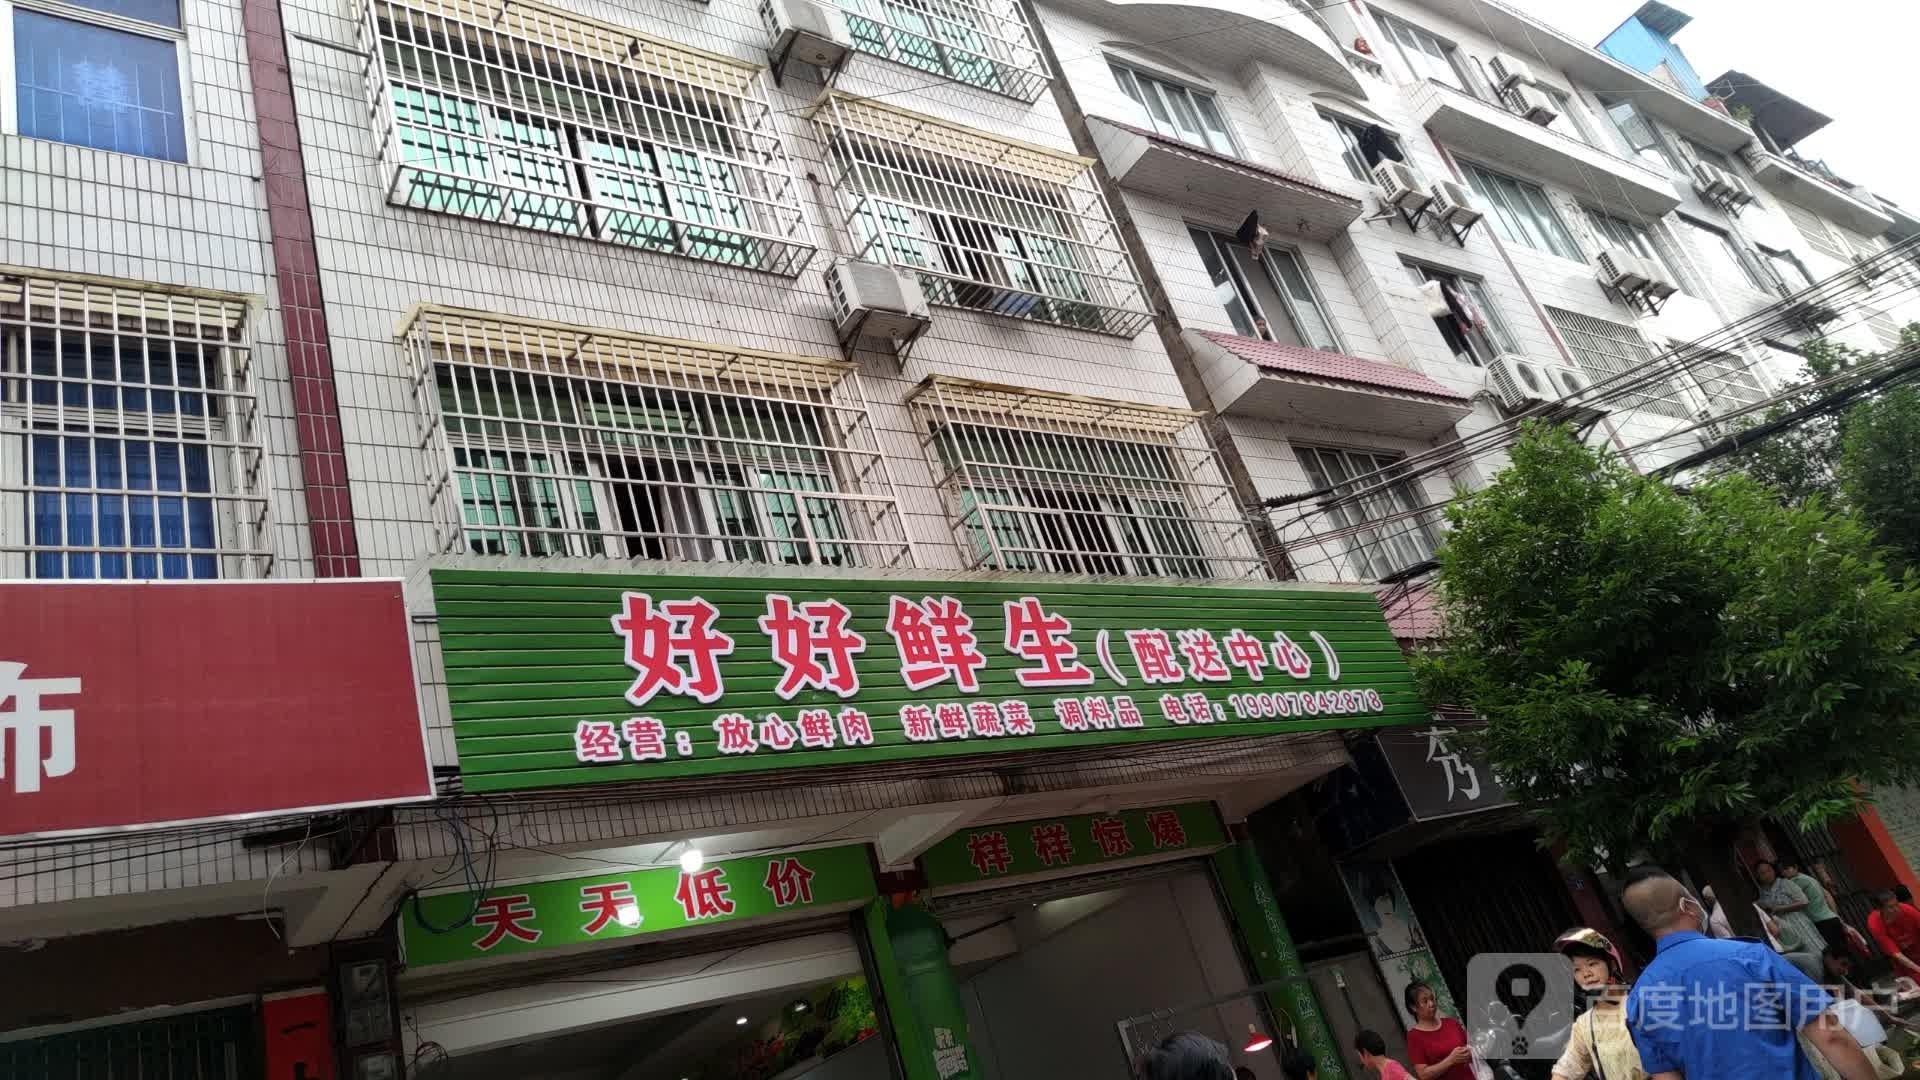 饰
好好鲜生(配送中心)
经营：放心鲜肉 新鲜蔬菜 调料品 电话：19907842878
天天低价
样样惊爆
百度地图用户